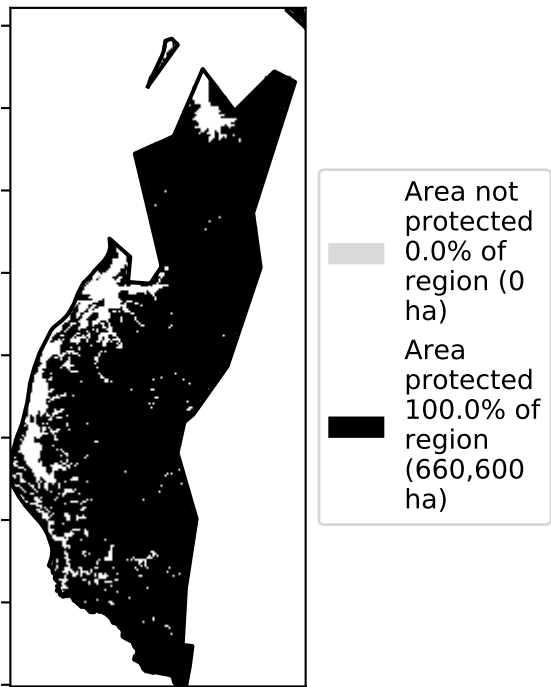 Area not
protected
0.0% of
region (0
ha)
Area
protected
100.0% of
region
(660,600
ha)